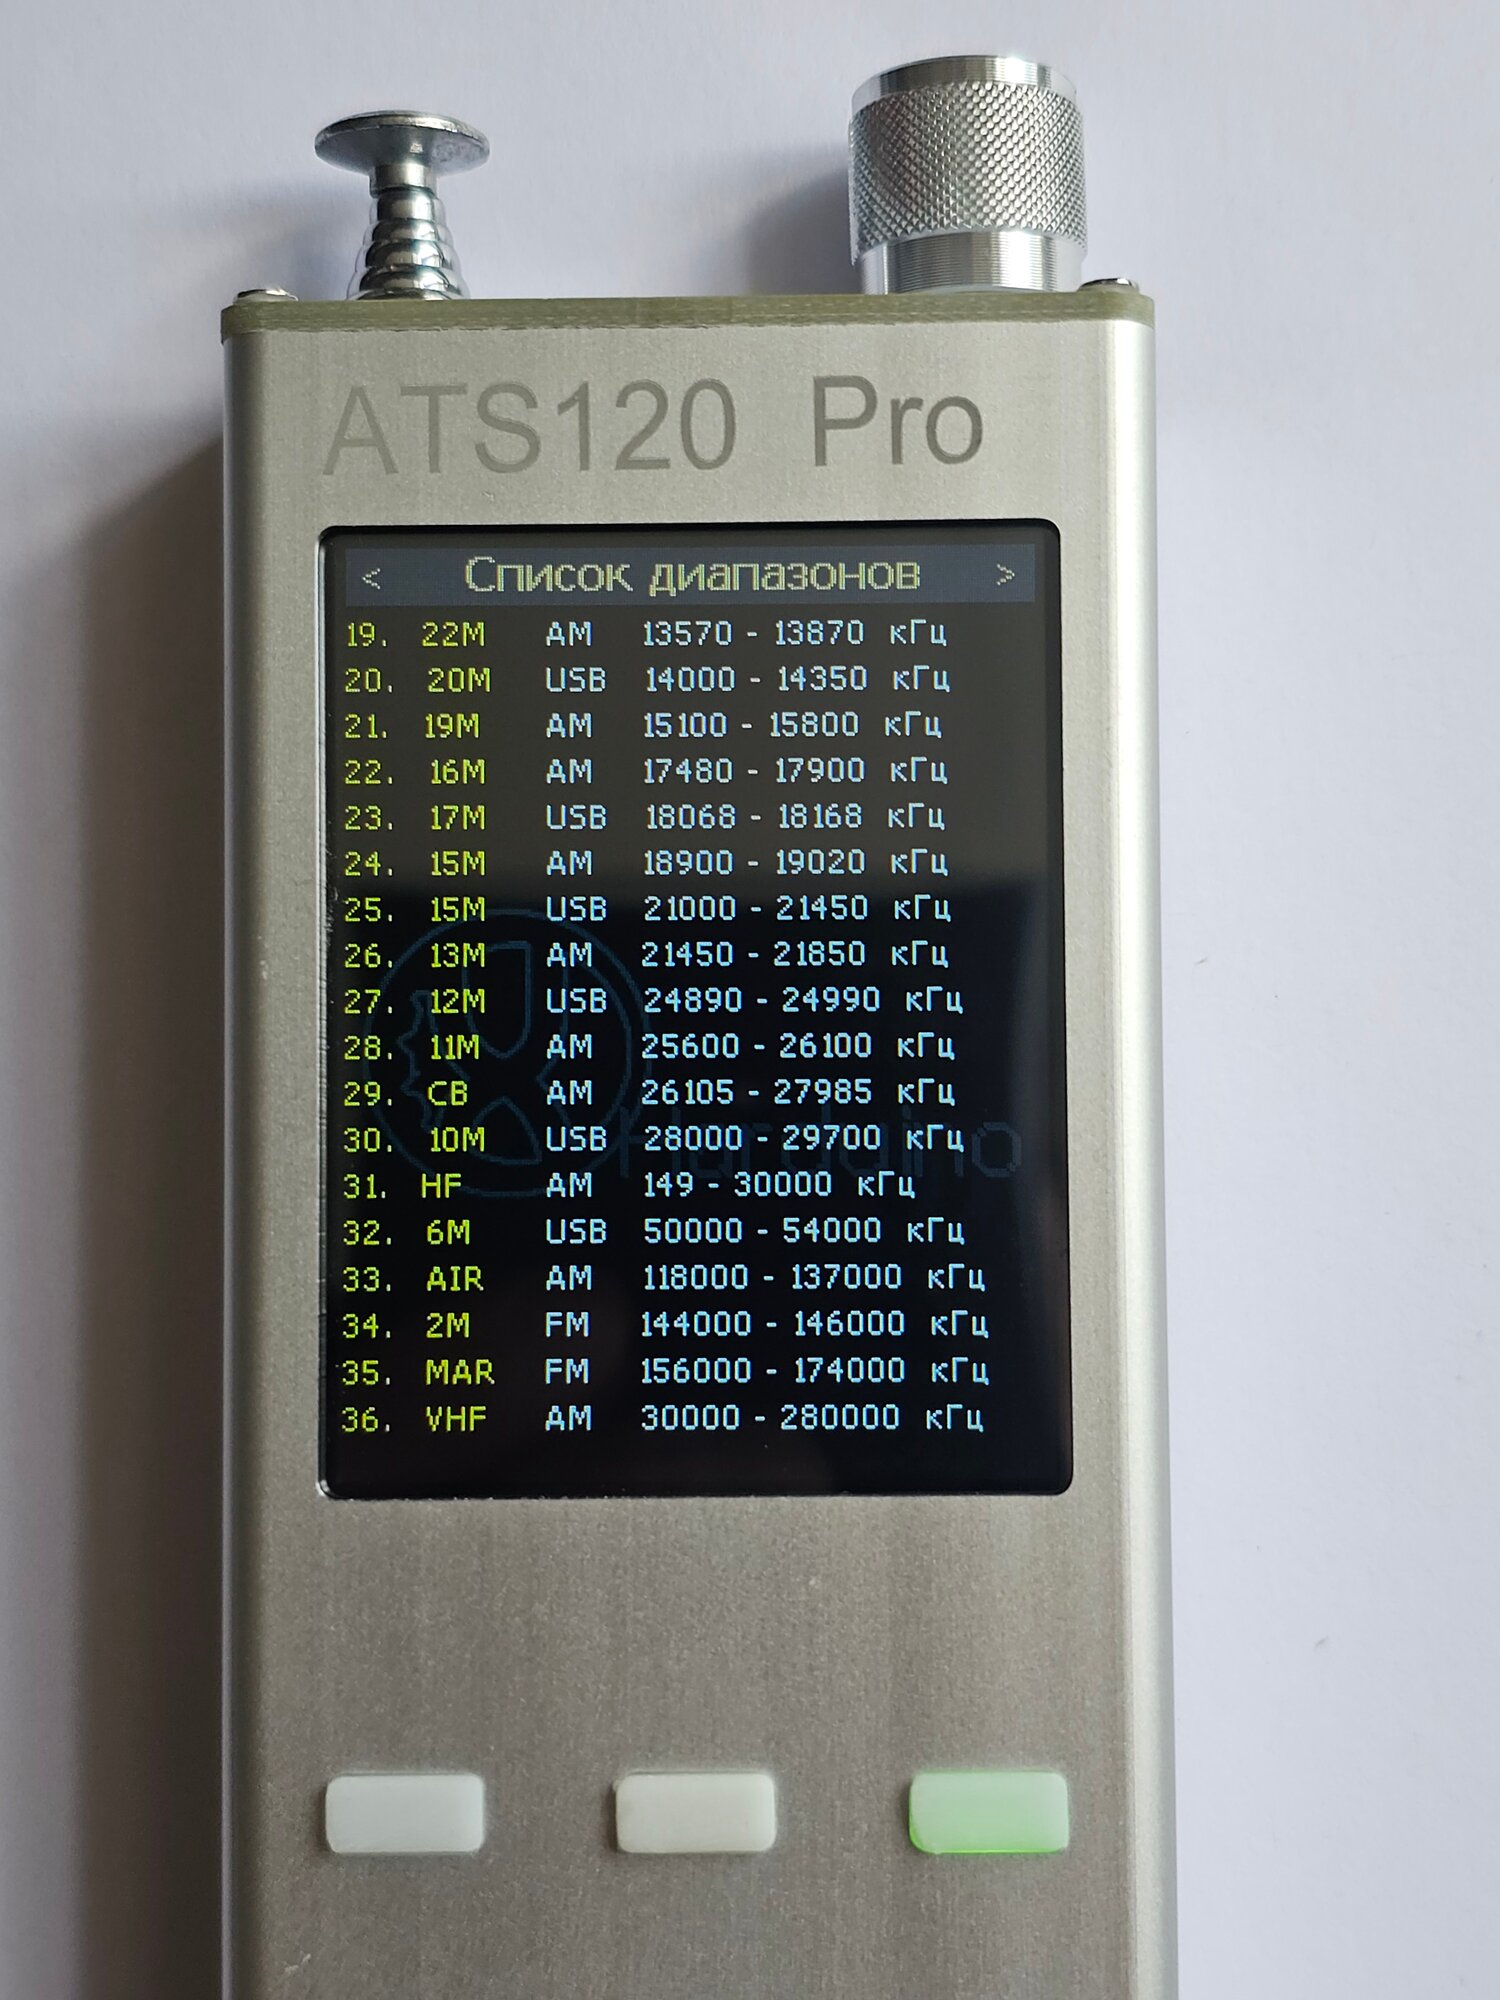 ATS120 Pro
< Список диапазонов >
19. 22M AM 13570 - 13870 кГц
20. 20M USB 14000 - 14350 кГц
21. 19M AM 15100 - 15800 кГц
22. 16M AM 17480 - 17900 кГц
23. 17M USB 18068 - 18168 кГц
24. 15M AM 18900 - 19020 кГц
25. 15M USB 21000 - 21450 кГц
26. 13M AM 21450 - 21850 кГц
27. 12M USB 24890 - 24990 кГц
28. 11M AM 25600 - 26100 кГц
29. CB AM 26105 - 27985 кГц
30. 10M USB 28000 - 29700 кГц
Harduino
31. HF AM 149 - 30000 кГц
32. 6M USB 50000 - 54000 кГц
33. AIR AM 118000 - 137000 кГц
34. 2M FM 144000 - 146000 кГц
35. MAR FM 156000 - 174000 кГц
36. VHF AM 30000 - 280000 кГц